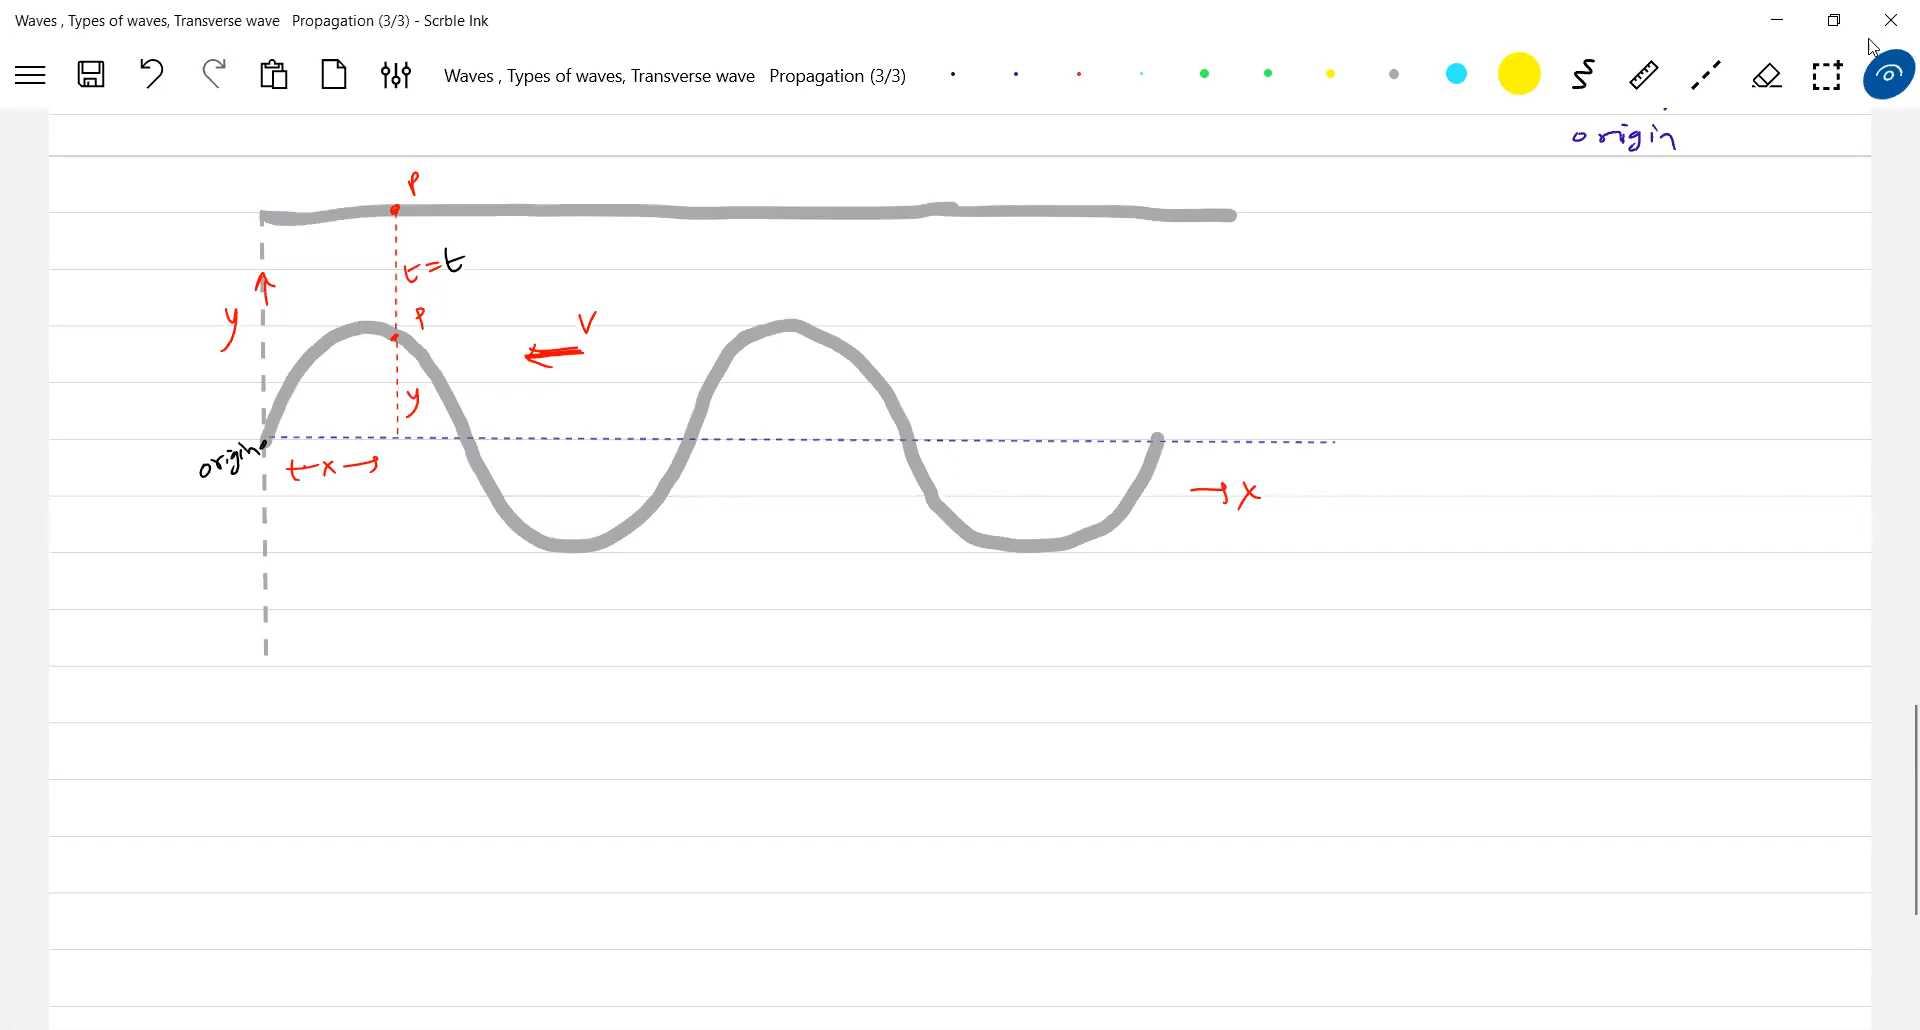 Waves , Types of waves, Transverse wave   Propagation (3/3) - Scrble Ink
Waves , Types of waves, Transverse wave   Propagation (3/3)
origin
P
t = t
P
V
y
y
origin
x
x